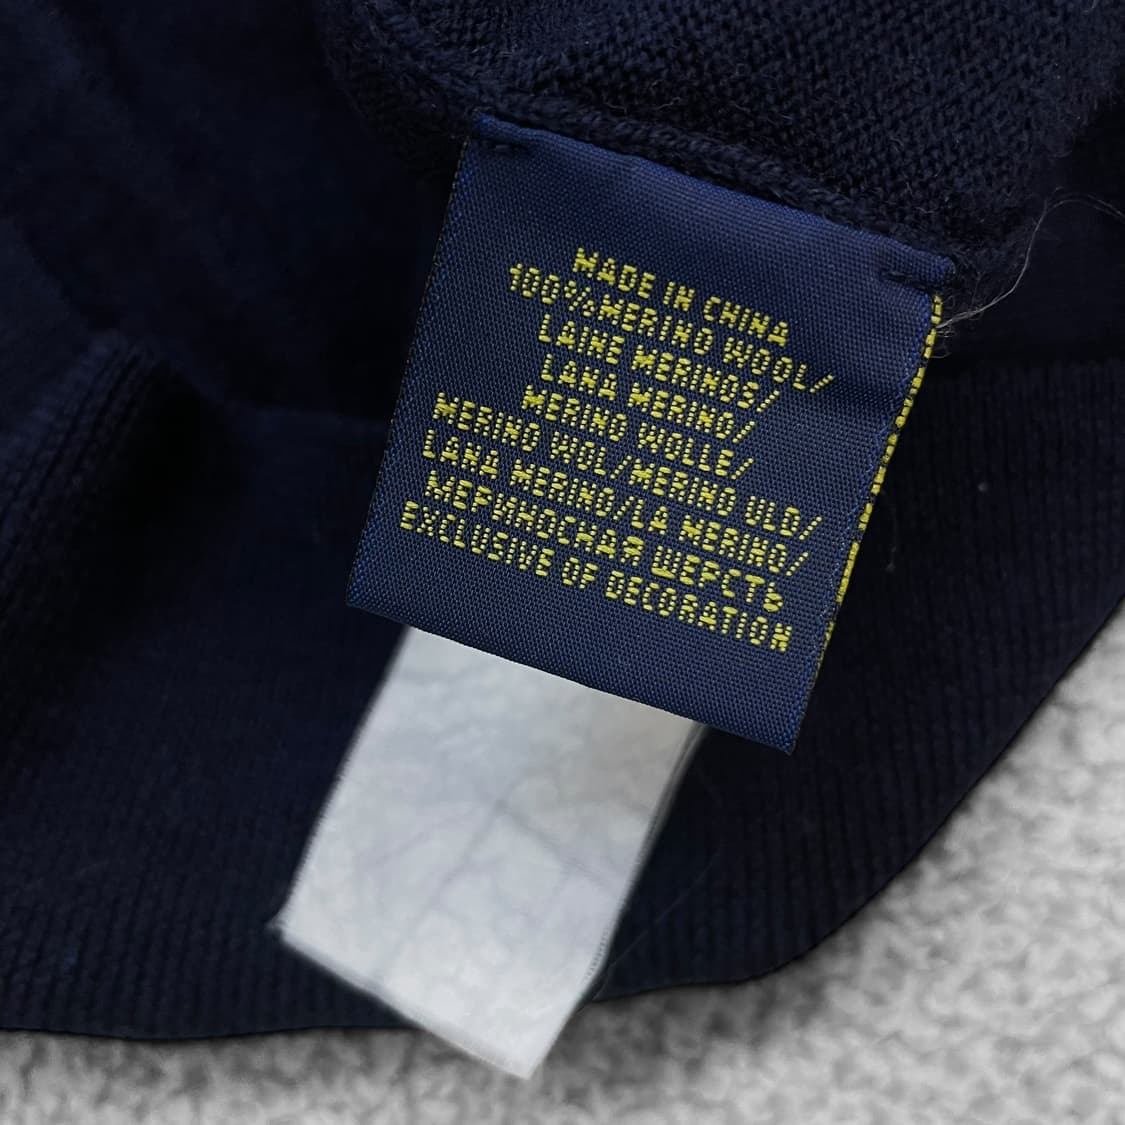 MADE IN CHINA
100%MERINO WOOL/
LAINE MERINOS/
LANA MERINO/
MERINO WOLLE/
MERINO WOL/MERINO ULD/
LANA MERINO/LA MERINO/
МЕРИНОСНАЯ ШЕРСТЬ
EXCLUSIVE OF DECORATION